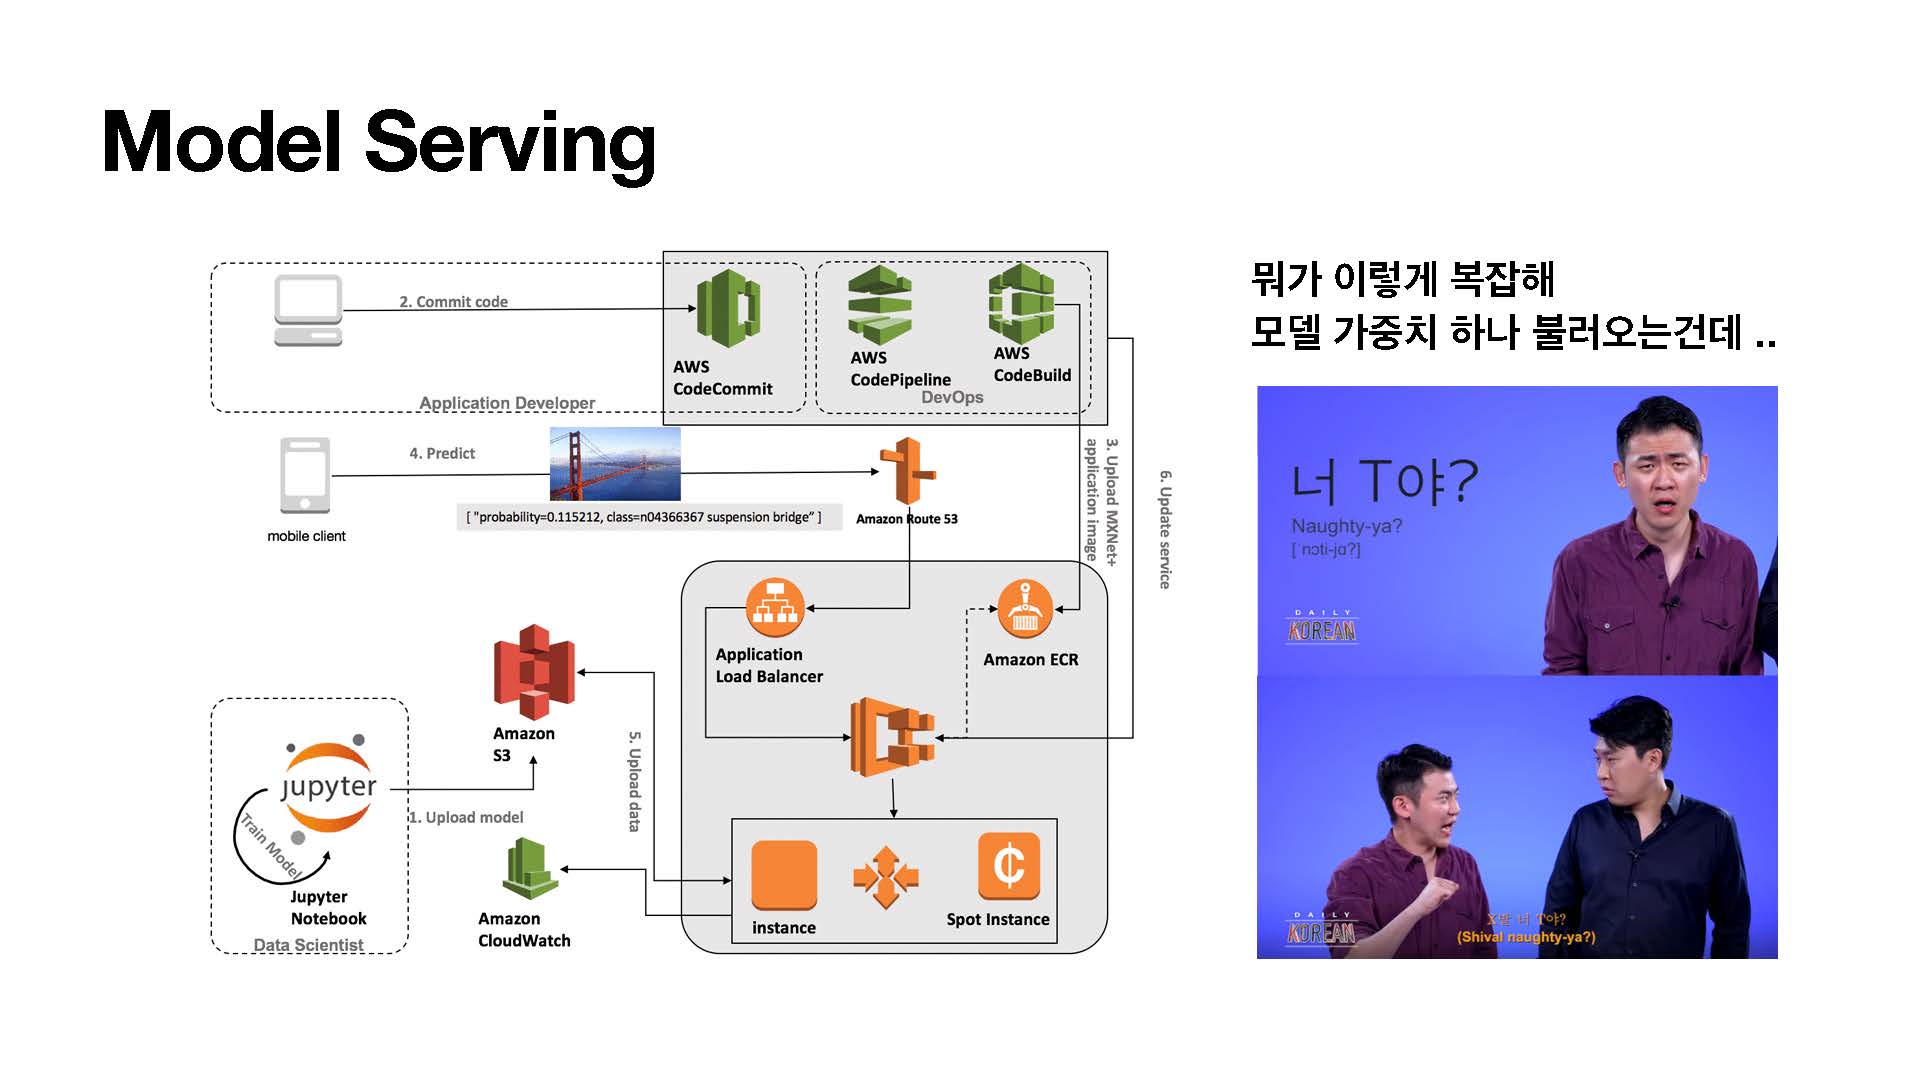 Model Serving
2. Commit code
AWS
CodeCommit
AWS
CodePipeline
AWS
CodeBuild
DevOps
Application Developer
4. Predict
[ "probability=0.115212, class=n04366367 suspension bridge” ]
mobile client
Amazon Route 53
3. Upload MXNet+
application image
6. Update service
Application
Load Balancer
Amazon ECR
Amazon
S3
5. Upload data
jupyter
Train Model
1. Upload model
Jupyter
Notebook
Data Scientist
Amazon
CloudWatch
instance
Spot Instance
뭐가 이렇게 복잡해
모델 가중치 하나 불러오는건데 ..
너 T야?
Naughty-ya?
[ˈnɔti-jɑ?]
DAILY
KOREAN
X발 너 T야?
(Shival naughty-ya?)
DAILY
KOREAN